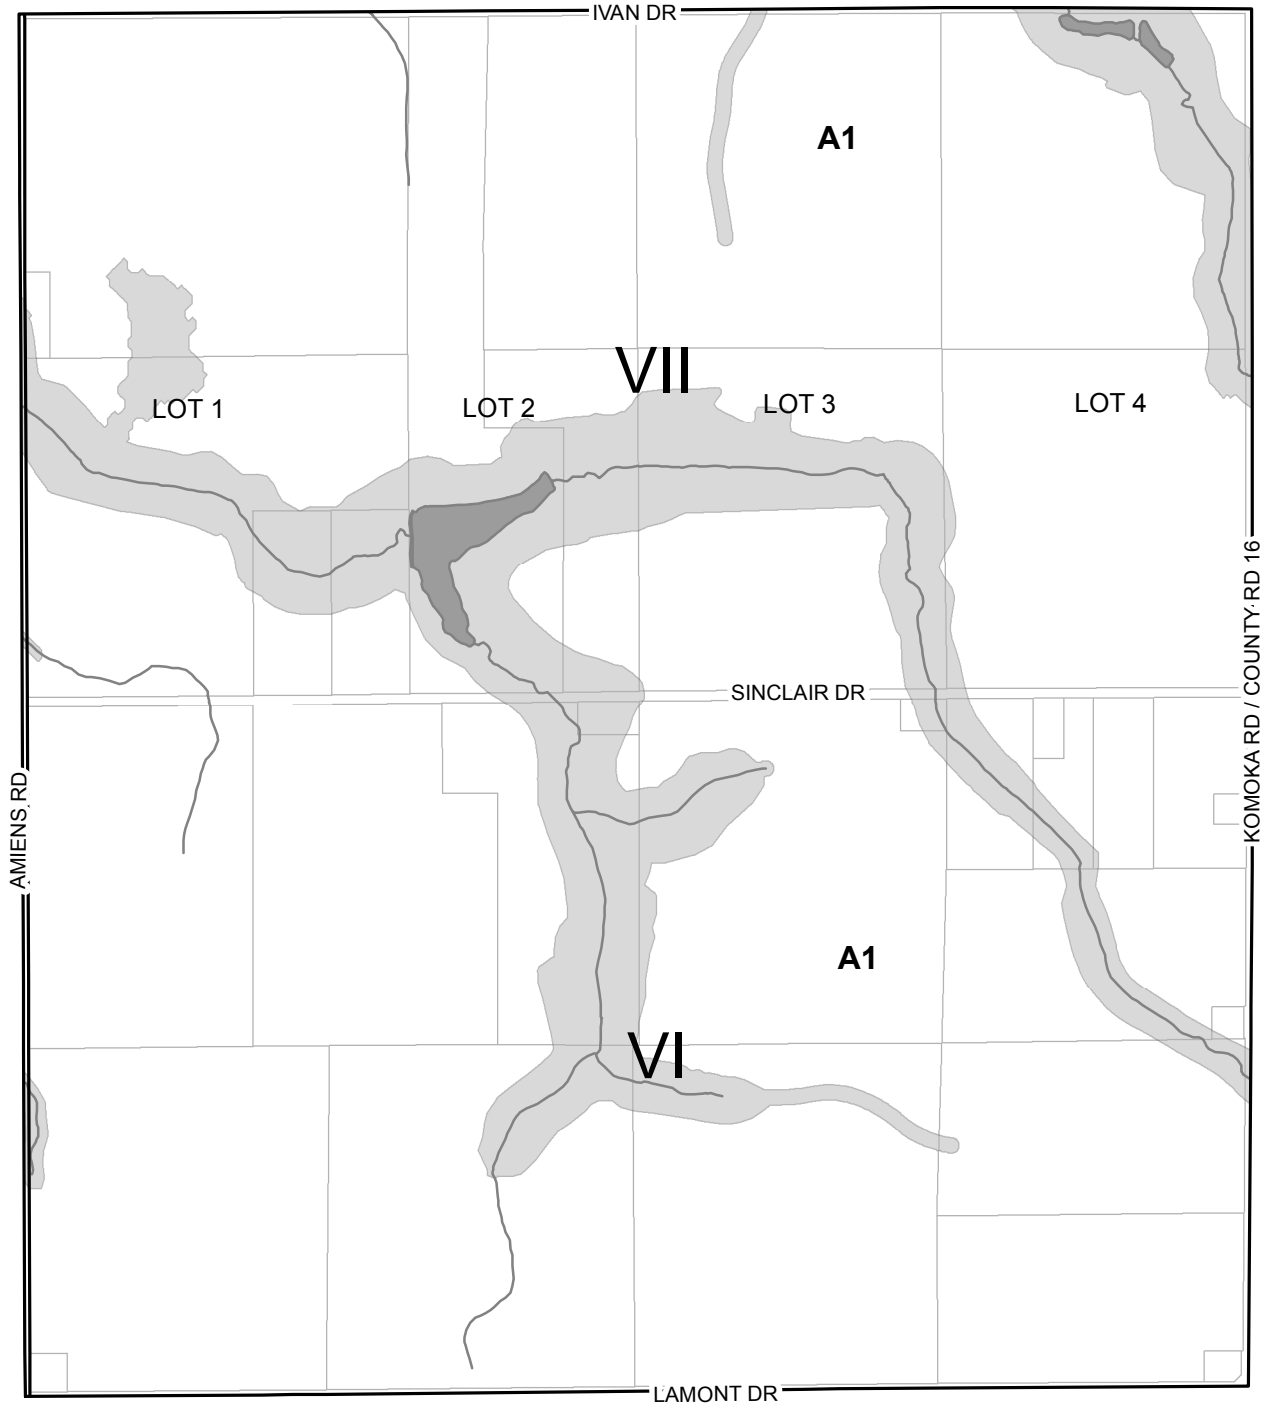 IVAN DR
A1
VII
LOT 1
LOT 2
LOT 3
LOT 4
KOMOKA RD / COUNTY RD 16
SINCLAIR DR
AMIENS RD
A1
VI
LAMONT DR